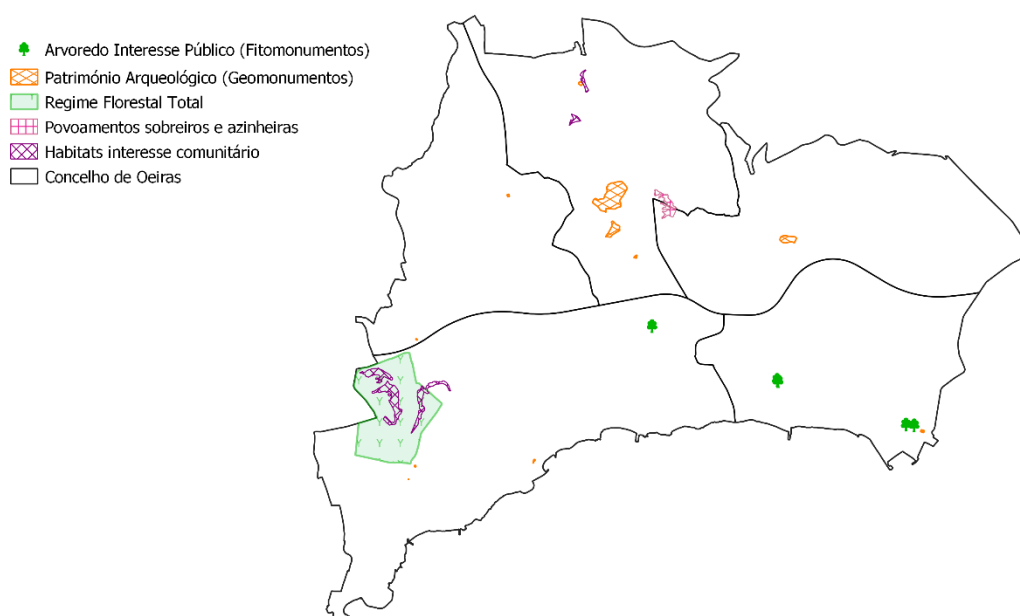 Arvoredo Interesse Público (Fitomonumentos)
Património Arqueológico (Geomonumentos)
Regime Florestal Total
Povoamentos sobreiros e azinheiras
Habitats interesse comunitário
Concelho de Oeiras